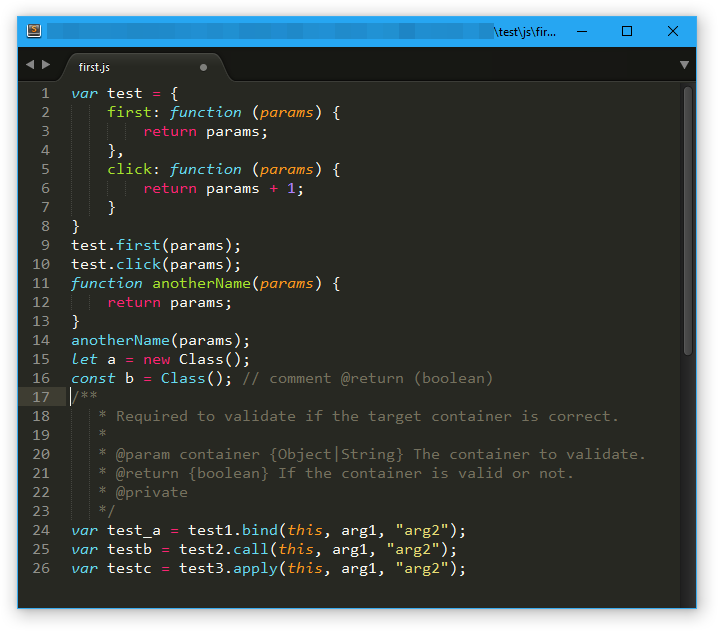 \test\js\fir...
first.js
1 var test = {
2 first: function (params) {
3 return params;
4 },
5 click: function (params) {
6 return params + 1;
7 }
8 }
9 test.first(params);
10 test.click(params);
11 function anotherName(params) {
12 return params;
13 }
14 anotherName(params);
15 let a = new Class();
16 const b = Class(); // comment @return (boolean)
17 /**
18 * Required to validate if the target container is correct.
19 *
20 * @param container {Object|String} The container to validate.
21 * @return {boolean} If the container is valid or not.
22 * @private
23 */
24 var test_a = test1.bind(this, arg1, "arg2");
25 var testb = test2.call(this, arg1, "arg2");
26 var testc = test3.apply(this, arg1, "arg2");